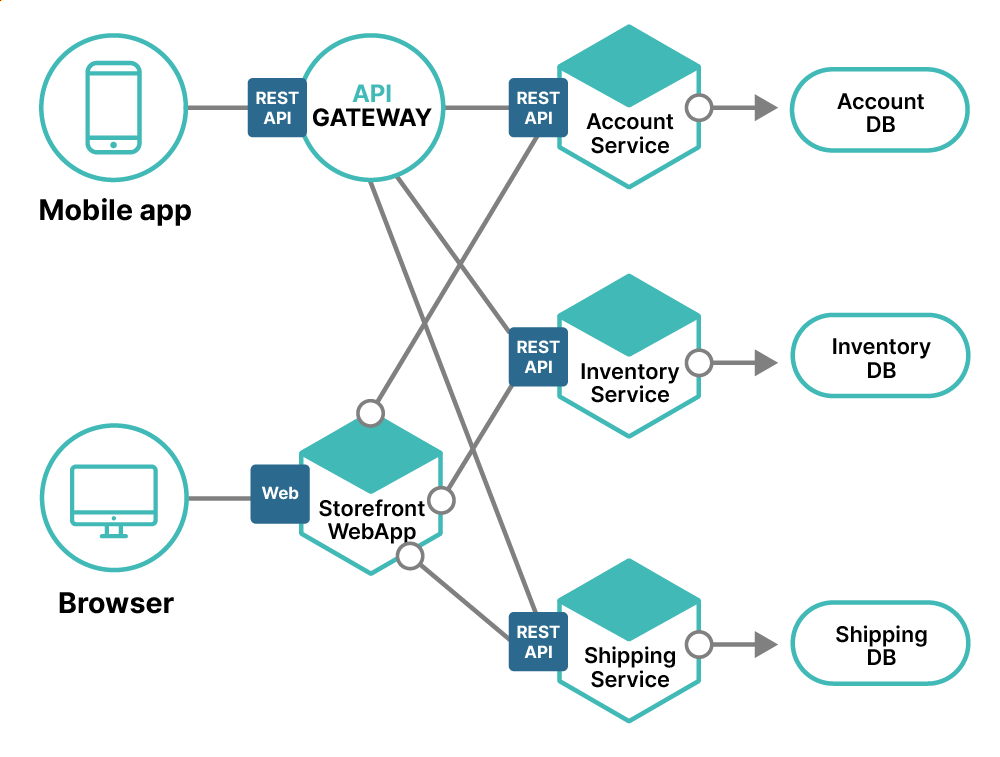 REST
API
API
GATEWAY
REST
API
Account
Service
Account
DB
Mobile app
REST
API
Inventory
Service
Inventory
DB
Web
Storefront
WebApp
Browser
REST
API
Shipping
Service
Shipping
DB